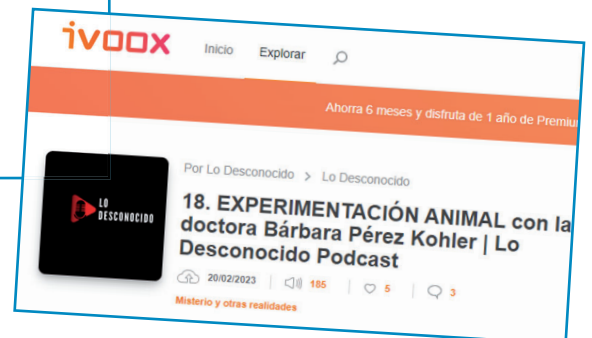 ivoox Inicio Explorar
Ahorra 6 meses y disfruta de 1 año de Premiu
Por Lo Desconocido > Lo Desconocido
LO
DESCONOCIDO
18. EXPERIMENTACIÓN ANIMAL con la
doctora Bárbara Pérez Kohler | Lo
Desconocido Podcast
20/02/2023 185 5 3
Misterio y otras realidades